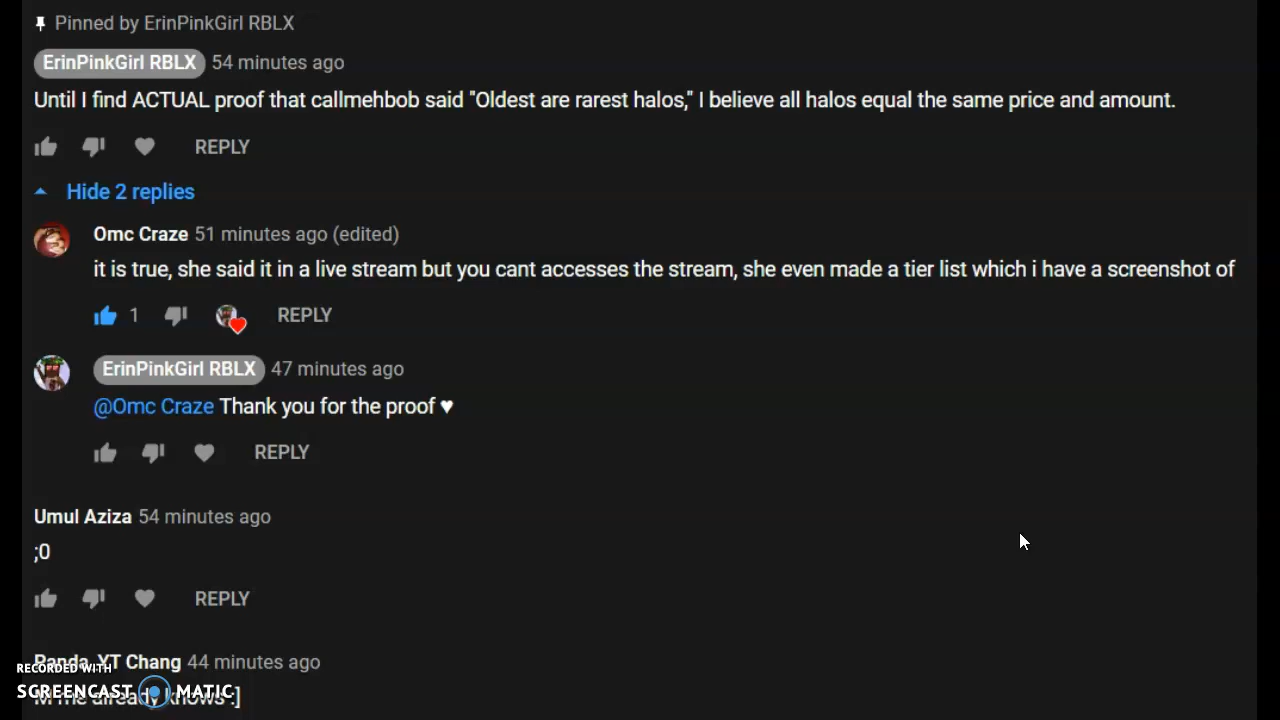 Pinned by ErinPinkGirl RBLX
ErinPinkGirl RBLX 54 minutes ago
Until I find ACTUAL proof that callmehbob said "Oldest are rarest halos," I believe all halos equal the same price and amount.
REPLY
Hide 2 replies
Omc Craze 51 minutes ago (edited)
it is true, she said it in a live stream but you cant accesses the stream, she even made a tier list which i have a screenshot of
1 REPLY
ErinPinkGirl RBLX 47 minutes ago
@Omc Craze Thank you for the proof ♥
REPLY
Umul Aziza 54 minutes ago
;0
REPLY
Panda_YT Chang 44 minutes ago
RECORDED WITH
already knows :]
SCREENCAST MATIC